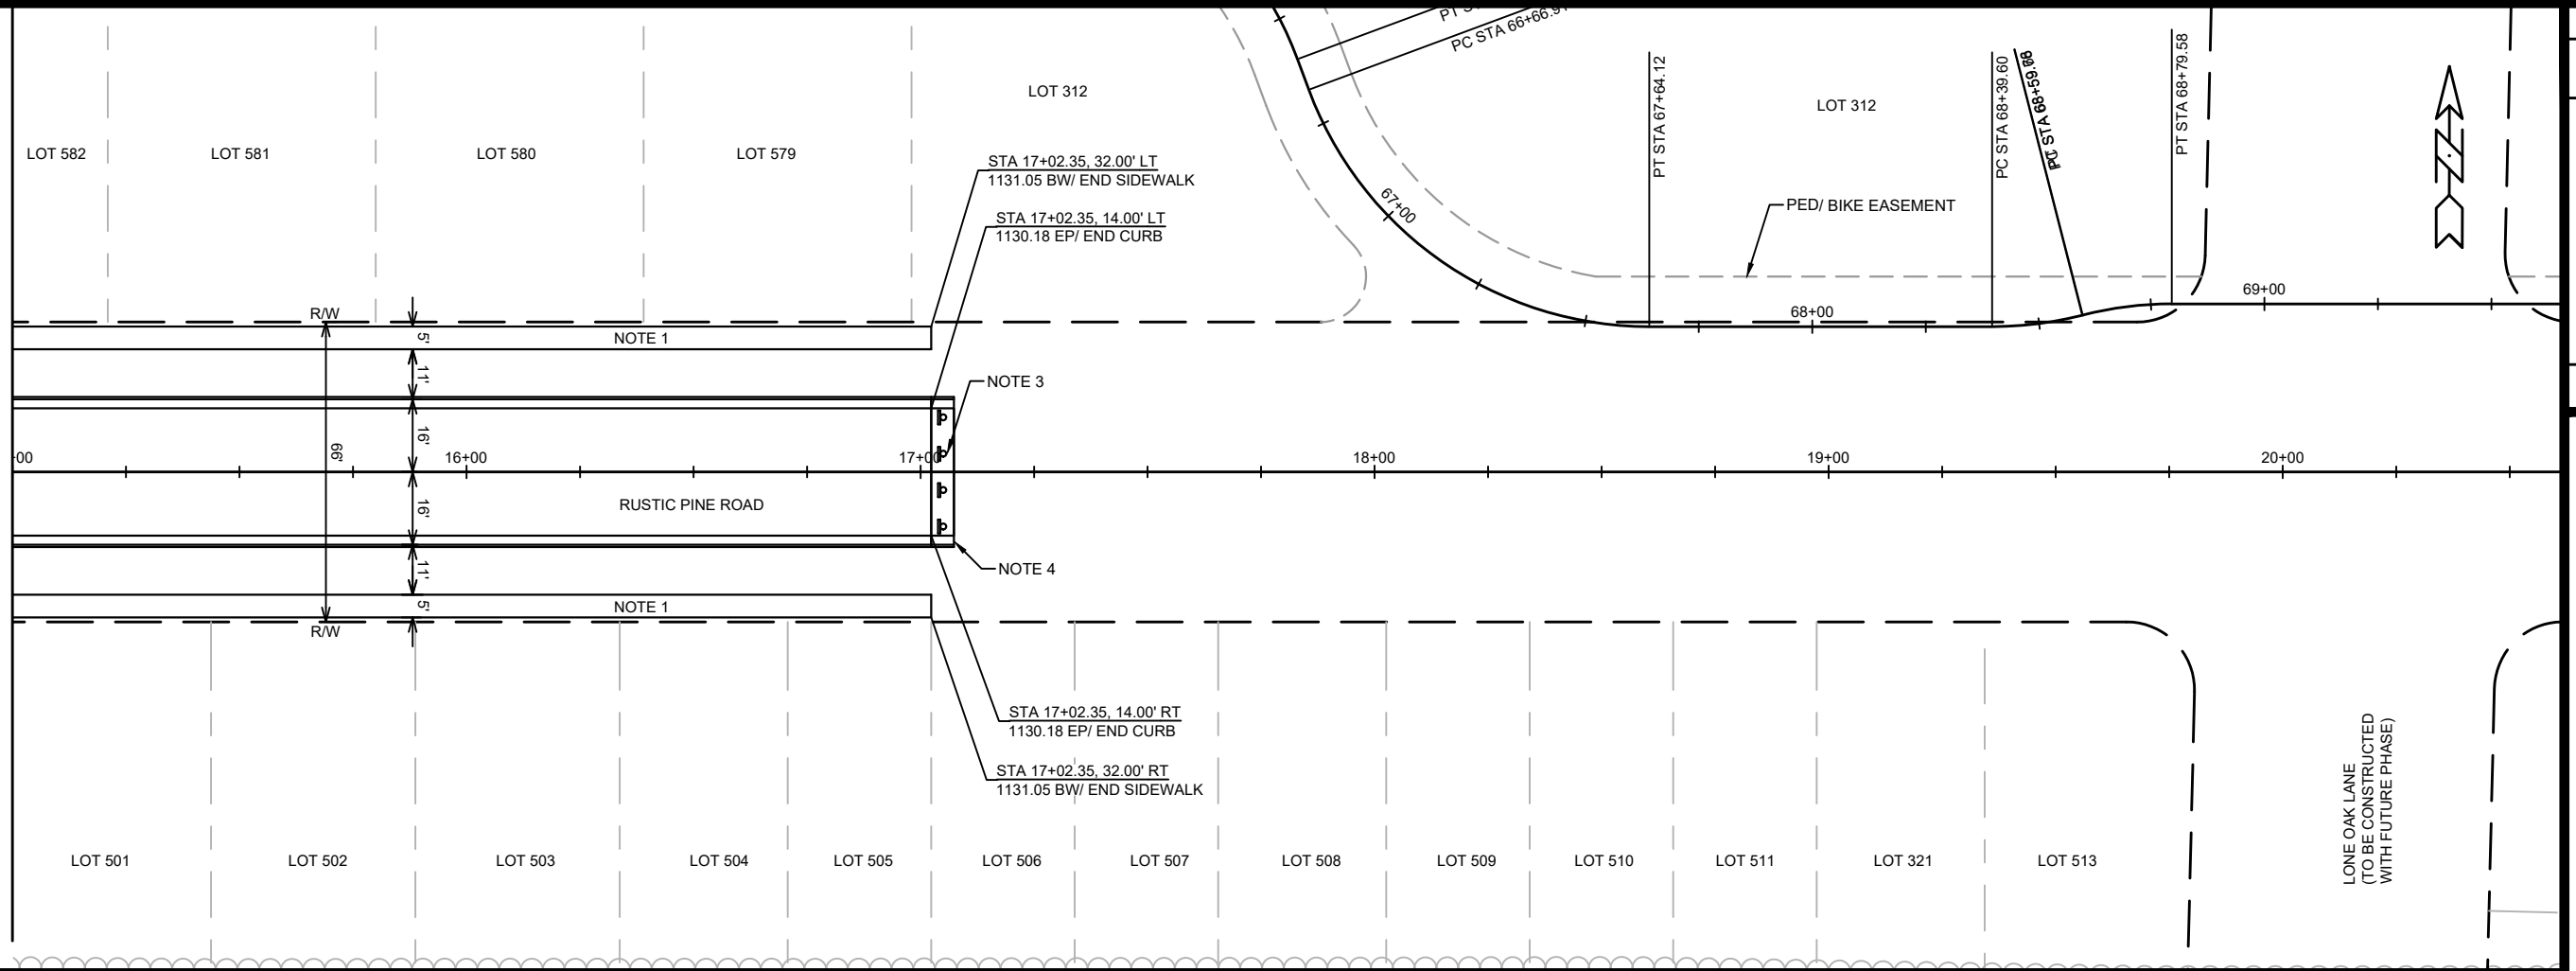 PC STA 66+66.9
PT STA 67+64.12
PC STA 68+39.60
STA 68+59.
PT STA 68+79.58
LOT 312
LOT 312
LOT 582
LOT 581
LOT 580
LOT 579
STA 17+02.35, 32.00' LT
1131.05 BW/ END SIDEWALK
STA 17+02.35, 14.00' LT
1130.18 EP/ END CURB
67+00
PED/ BIKE EASEMENT
N
69+00
68+00
R/W
5'
NOTE 1
11'
NOTE 3
16'
66'
+00
16+00
17+00
18+00
19+00
20+00
16'
RUSTIC PINE ROAD
11'
NOTE 4
5'
NOTE 1
R/W
STA 17+02.35, 14.00' RT
1130.18 EP/ END CURB
STA 17+02.35, 32.00' RT
1131.05 BW/ END SIDEWALK
LOT 501
LOT 502
LOT 503
LOT 504
LOT 505
LOT 506
LOT 507
LOT 508
LOT 509
LOT 510
LOT 511
LOT 321
LOT 513
LONE OAK LANE
(TO BE CONSTRUCTED
WITH FUTURE PHASE)